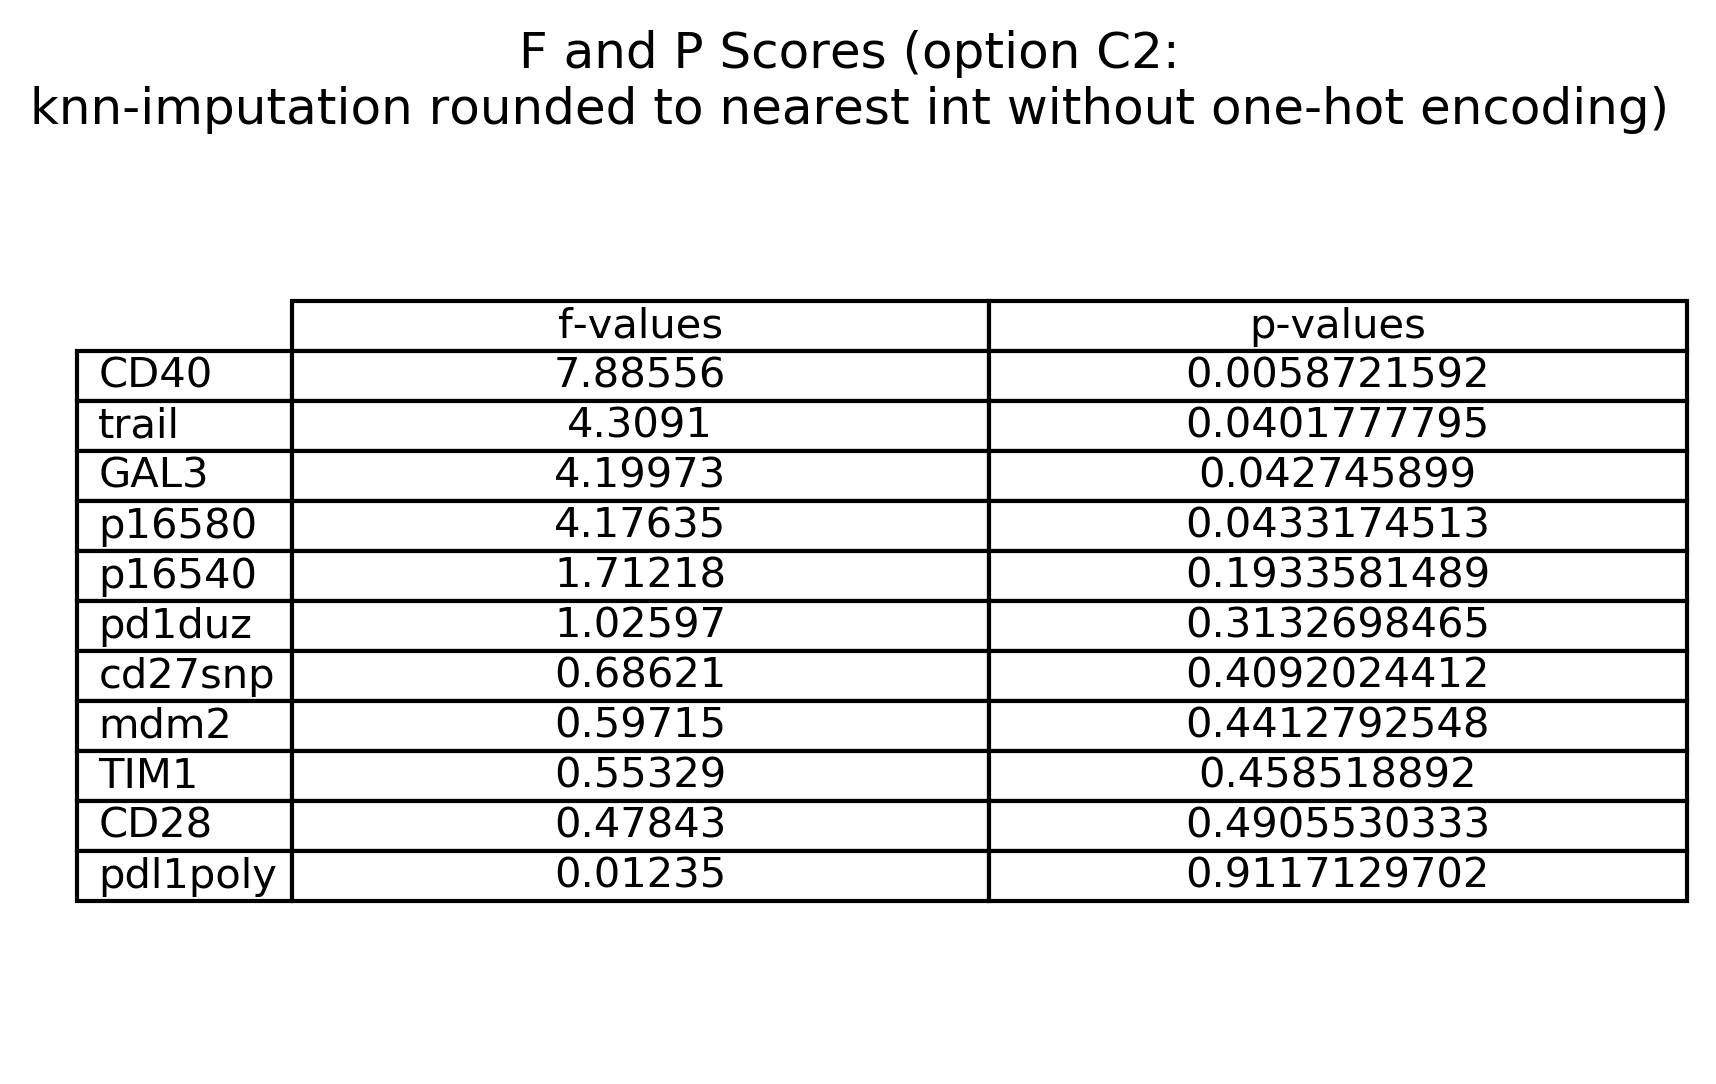 F and P Scores (option C2:
knn-imputation rounded to nearest int without one-hot encoding)
f-values p-values
CD40 7.88556 0.0058721592
trail 4.3091 0.0401777795
GAL3 4.19973 0.042745899
p16580 4.17635 0.0433174513
p16540 1.71218 0.1933581489
pd1duz 1.02597 0.3132698465
cd27snp 0.68621 0.4092024412
mdm2 0.59715 0.4412792548
TIM1 0.55329 0.458518892
CD28 0.47843 0.4905530333
pdl1poly 0.01235 0.9117129702